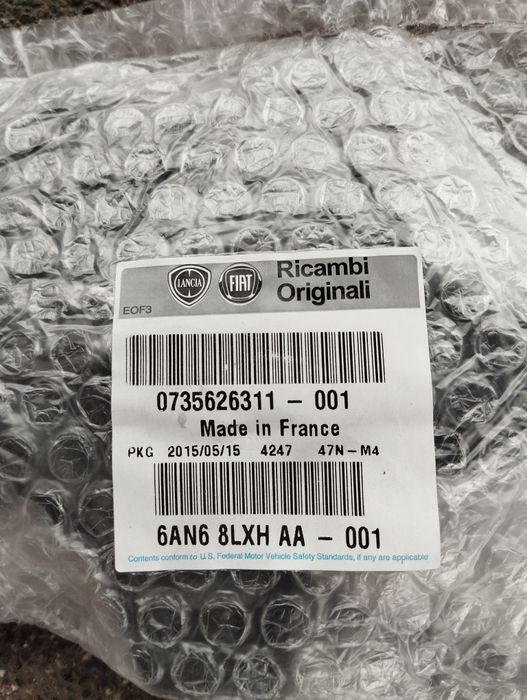 LANCIA FIAT Ricambi
Originali
EOF3
0735626311 - 001
Made in France
PKG 2015/05/15 4247 47N-M4
6AN6 8LXH AA - 001
Contents conform to U.S. Federal Motor Vehicle Safety Standards, if any are applicable